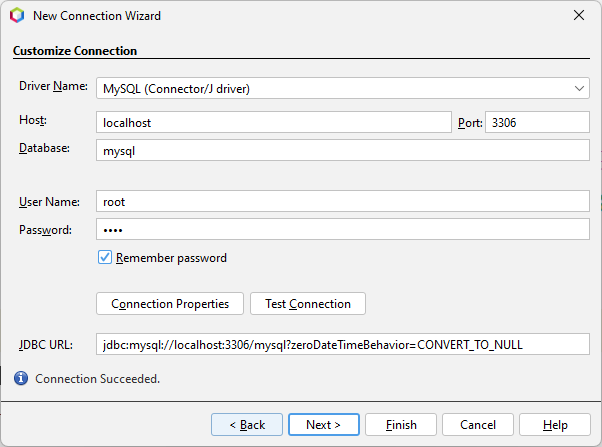 New Connection Wizard
Customize Connection
Driver Name: MySQL (Connector/J driver)
Host: localhost Port: 3306
Database: mysql
User Name: root
Password: ••••
Remember password
Connection Properties Test Connection
JDBC URL: jdbc:mysql://localhost:3306/mysql?zeroDateTimeBehavior=CONVERT_TO_NULL
Connection Succeeded.
< Back Next > Finish Cancel Help